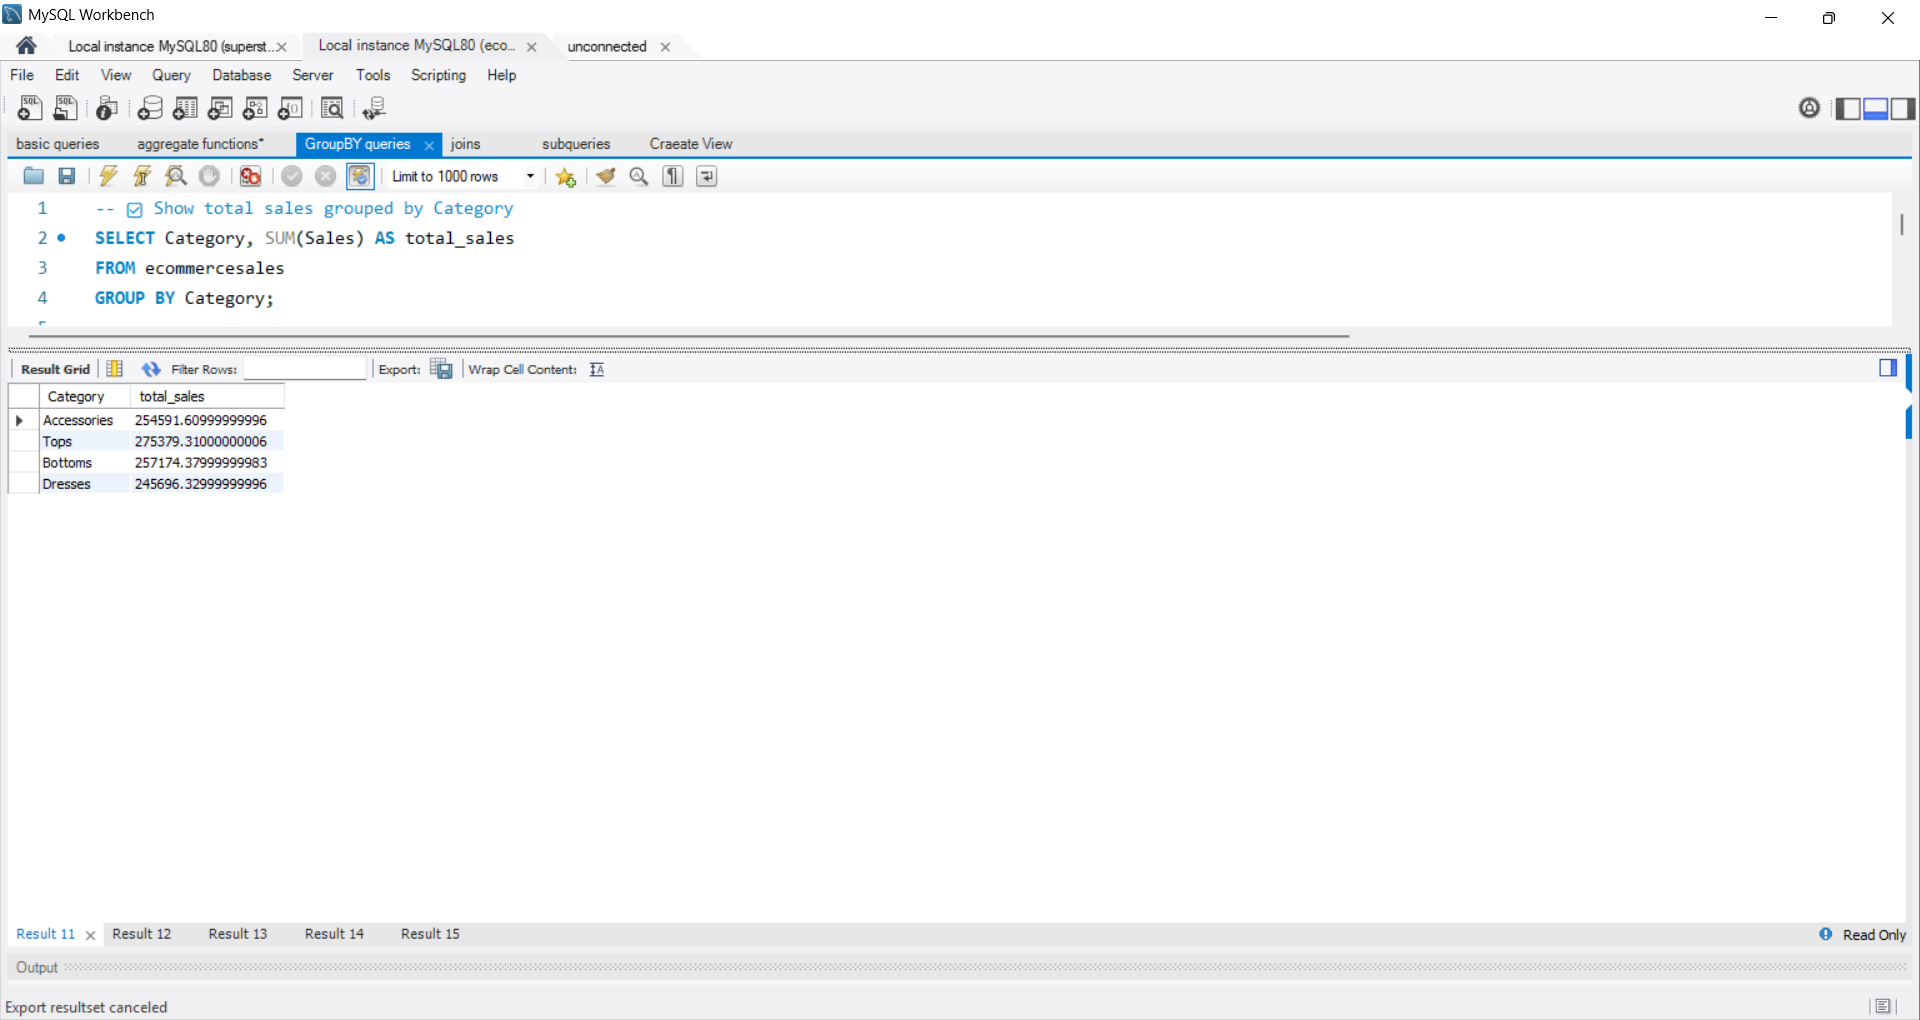 MySQL Workbench
Local instance MySQL80 (superst...
Local instance MySQL80 (eco...
unconnected
File Edit View Query Database Server Tools Scripting Help
basic queries aggregate functions* GroupBY queries joins subqueries Craeate View
Limit to 1000 rows
1 -- ☑ Show total sales grouped by Category
2 SELECT Category, SUM(Sales) AS total_sales
3 FROM ecommercesales
4 GROUP BY Category;
Result Grid Filter Rows: Export: Wrap Cell Content:
Category total_sales
Accessories 254591.60999999996
Tops 275379.31000000006
Bottoms 257174.37999999983
Dresses 245696.32999999996
Result 11 Result 12 Result 13 Result 14 Result 15 Read Only
Output
Export resultset canceled